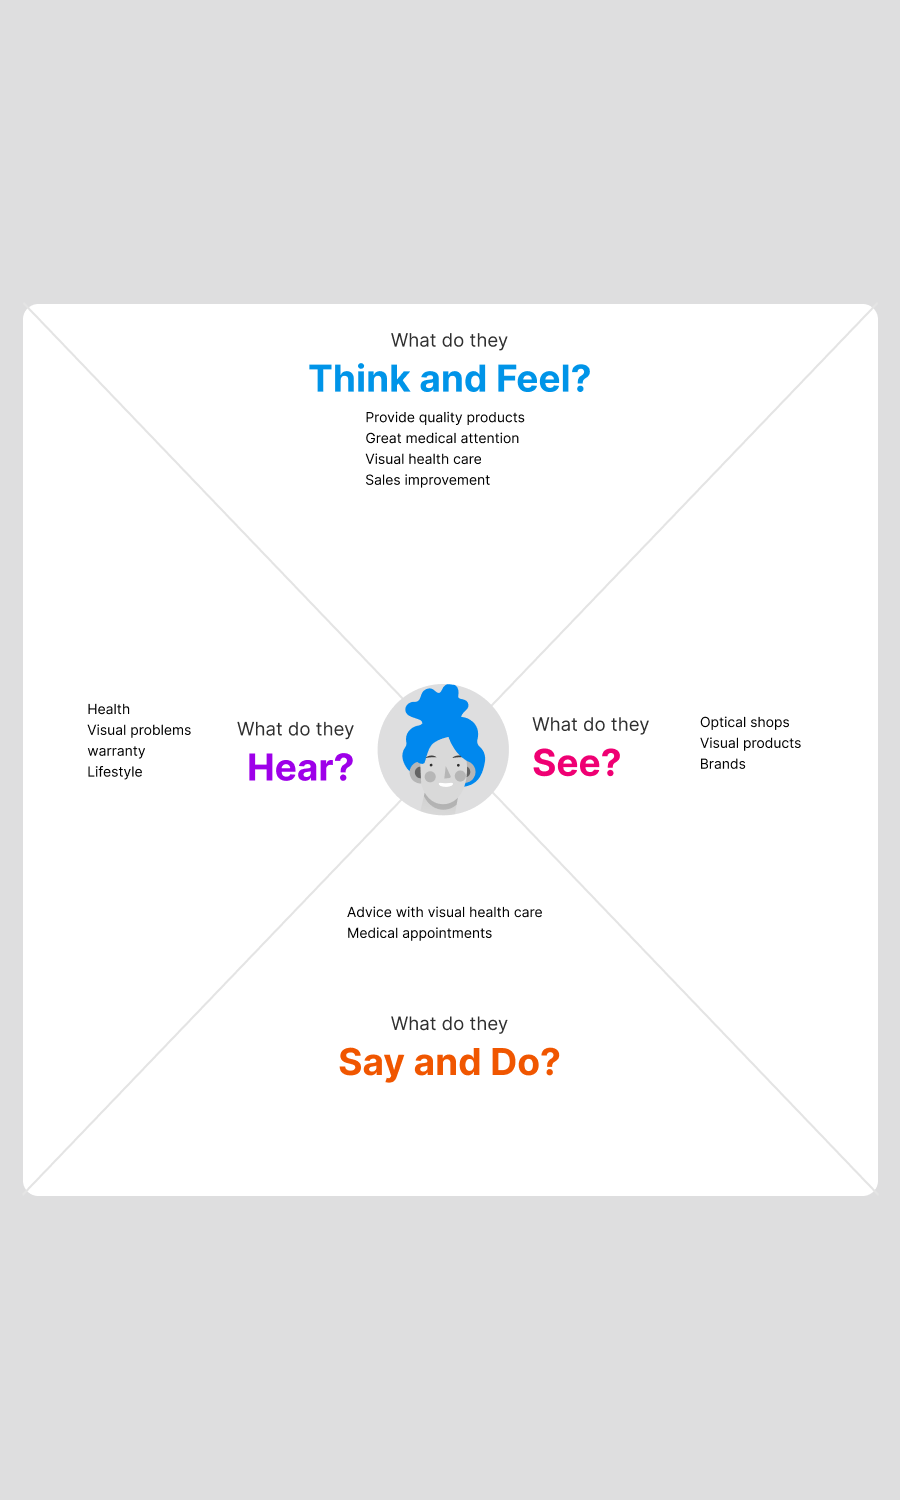 What do they
Think and Feel?
Provide quality products
Great medical attention
Visual health care
Sales improvement
Health
Visual problems
warranty
Lifestyle
What do they
Hear?
What do they
See?
Optical shops
Visual products
Brands
Advice with visual health care
Medical appointments
What do they
Say and Do?